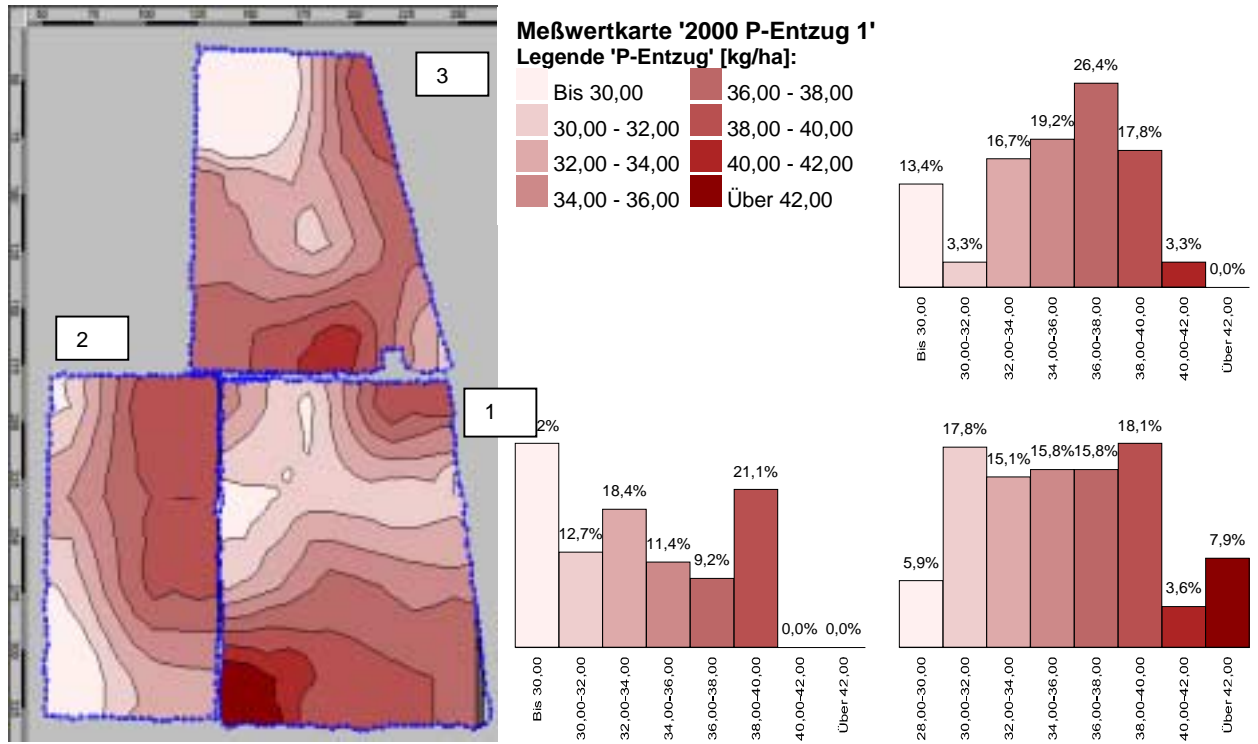 3
2
1
Meßwertkarte '2000 P-Entzug 1'
Legende 'P-Entzug' [kg/ha]:
Bis 30,00 36,00 - 38,00
30,00 - 32,00 38,00 - 40,00
32,00 - 34,00 40,00 - 42,00
34,00 - 36,00 Über 42,00
13,4% 3,3% 16,7% 19,2% 26,4% 17,8% 3,3% 0,0%
Bis 30,00 30,00-32,00 32,00-34,00 34,00-36,00 36,00-38,00 38,00-40,00 40,00-42,00 Über 42,00
2% 12,7% 18,4% 11,4% 9,2% 21,1% 0,0% 0,0%
Bis 30,00 30,00-32,00 32,00-34,00 34,00-36,00 36,00-38,00 38,00-40,00 40,00-42,00 Über 42,00
5,9% 17,8% 15,1% 15,8% 15,8% 18,1% 3,6% 7,9%
28,00-30,00 30,00-32,00 32,00-34,00 34,00-36,00 36,00-38,00 38,00-40,00 40,00-42,00 Über 42,00